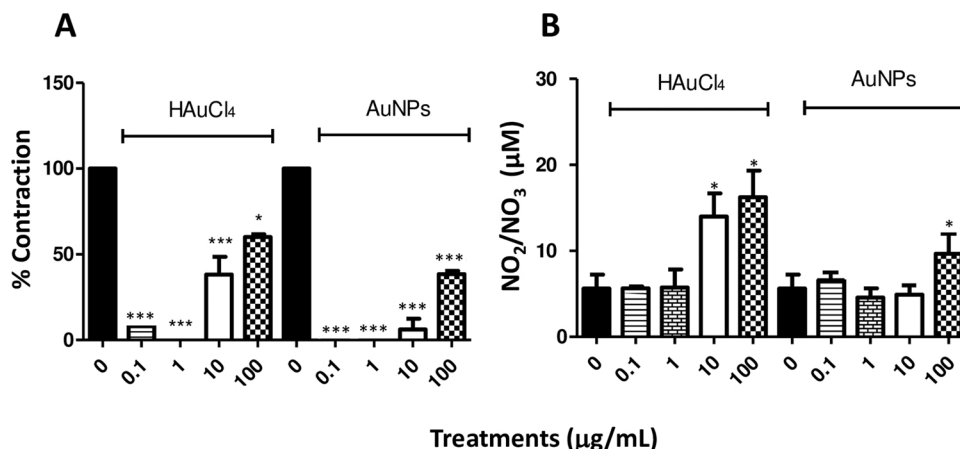 A
150
100
50
0
% Contraction
HAuCl4
AuNPs
***
***
***
*
***
***
***
***
0 0.1 1 10 100 0 0.1 1 10 100
B
30
20
10
0
NO2/NO3 (µM)
HAuCl4
AuNPs
*
*
*
0 0.1 1 10 100 0 0.1 1 10 100
Treatments (µg/mL)